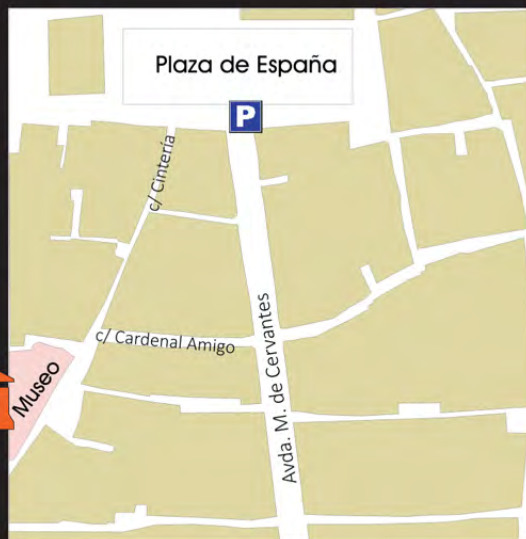 Plaza de España
P
c/ Cintería
c/ Cardenal Amigo
Avda. M. de Cervantes
Museo